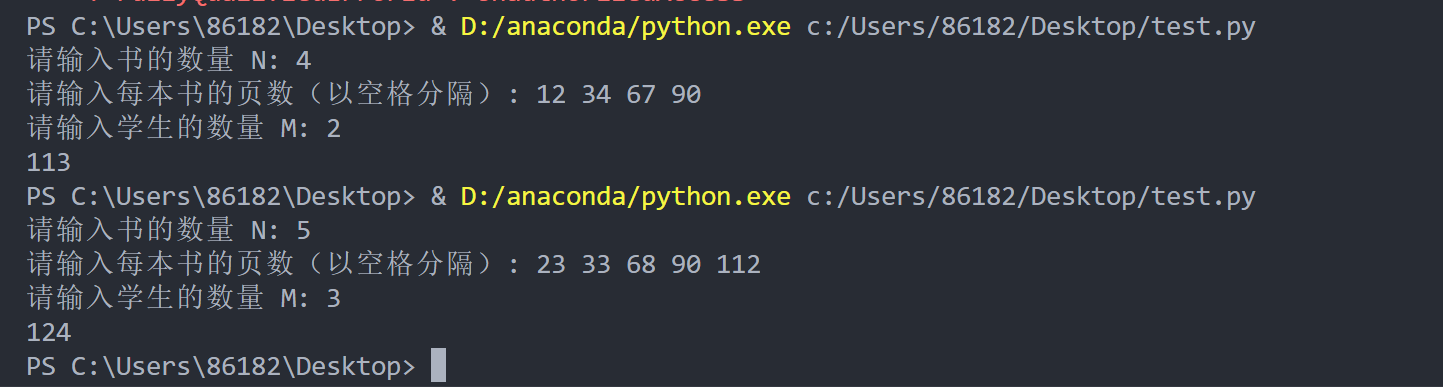 PS C:\Users\86182\Desktop> & D:/anaconda/python.exe c:/Users/86182/Desktop/test.py
请输入书的数量 N: 4
请输入每本书的页数（以空格分隔）: 12 34 67 90
请输入学生的数量 M: 2
113
PS C:\Users\86182\Desktop> & D:/anaconda/python.exe c:/Users/86182/Desktop/test.py
请输入书的数量 N: 5
请输入每本书的页数（以空格分隔）: 23 33 68 90 112
请输入学生的数量 M: 3
124
PS C:\Users\86182\Desktop>